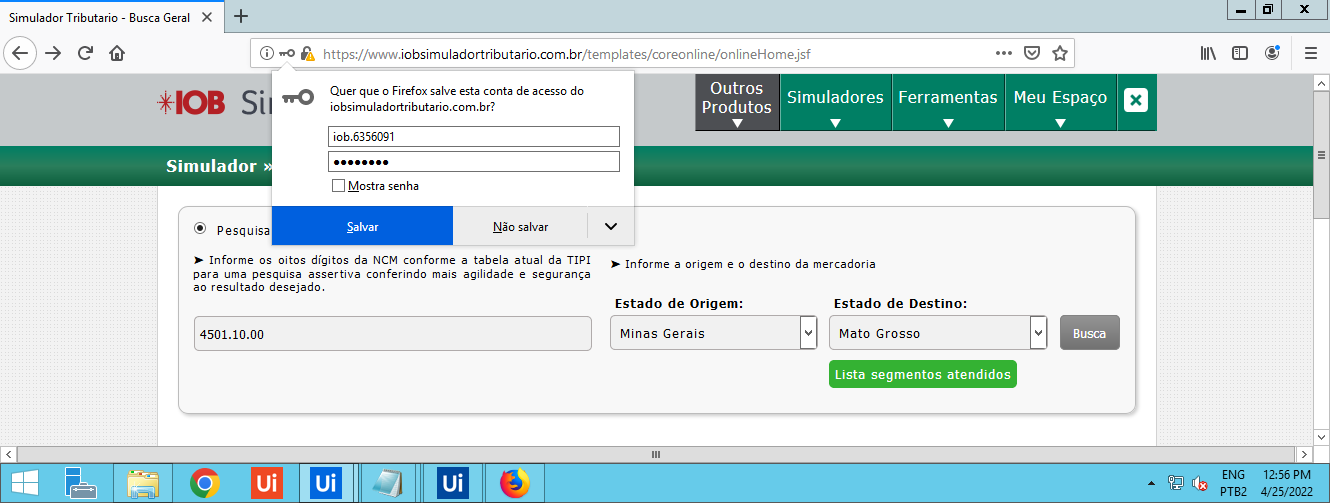 Simulador Tributario - Busca Geral
https://www.iobsimuladortributario.com.br/templates/coreonline/onlineHome.jsf
Quer que o Firefox salve esta conta de acesso do
iobsimuladortributario.com.br?
iob.6356091
Mostra senha
Salvar
Não salvar
IOB Si
Outros
Produtos
Simuladores
Ferramentas
Meu Espaço
Simulador »
Pesquisa
➤ Informe os oitos dígitos da NCM conforme a tabela atual da TIPI
para uma pesquisa assertiva conferindo mais agilidade e segurança
ao resultado desejado.
4501.10.00
➤ Informe a origem e o destino da mercadoria
Estado de Origem:
Estado de Destino:
Minas Gerais
Mato Grosso
Busca
Lista segmentos atendidos
Ui
Ui
Ui
ENG
PTB2
12:56 PM
4/25/2022